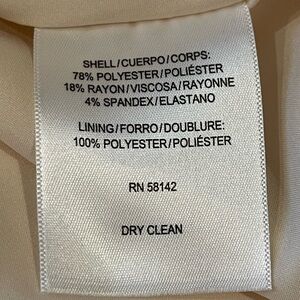 SHELL/CUERPO/CORPS:
78% POLYESTER/POLIÉSTER
18% RAYON/VISCOSA/RAYONNE
4% SPANDEX/ELASTANO
LINING/FORRO/DOUBLURE:
100% POLYESTER/POLIÉSTER
RN 58142
DRY CLEAN